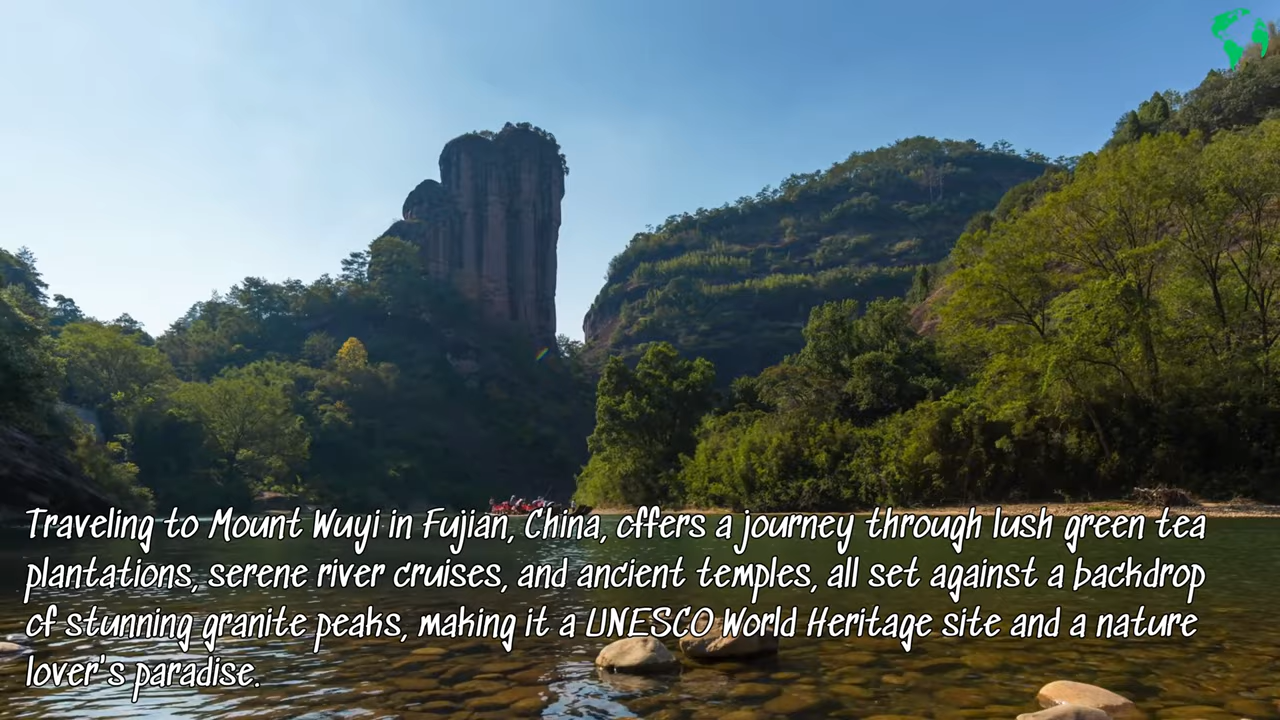 Traveling to Mount Wuyi in Fujian, China, offers a journey through lush green tea
plantations, serene river cruises, and ancient temples, all set against a backdrop
of stunning granite peaks, making it a UNESCO World Heritage site and a nature
lover's paradise.